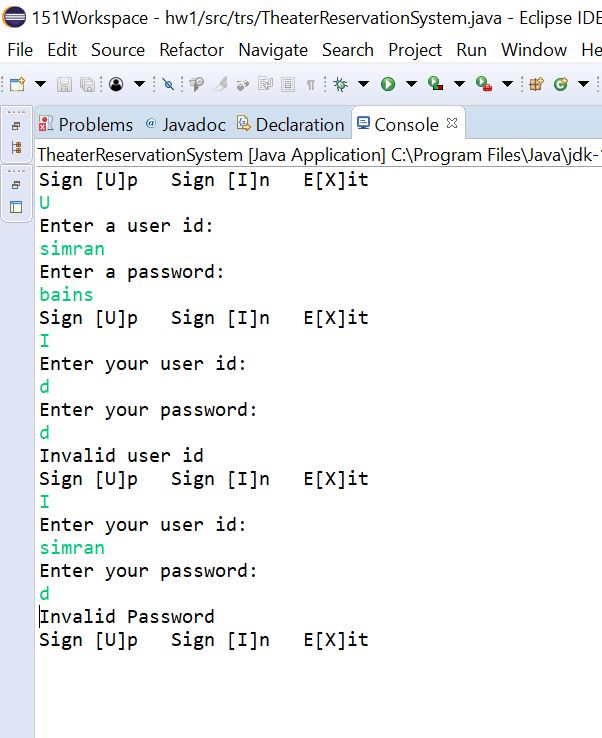 151Workspace - hw1/src/trs/TheaterReservationSystem.java - Eclipse IDE
File Edit Source Refactor Navigate Search Project Run Window He
Problems @ Javadoc Declaration Console
TheaterReservationSystem [Java Application] C:\Program Files\Java\jdk-1
Sign [U]p   Sign [I]n   E[X]it
U
Enter a user id:
simran
Enter a password:
bains
Sign [U]p   Sign [I]n   E[X]it
I
Enter your user id:
d
Enter your password:
d
Invalid user id
Sign [U]p   Sign [I]n   E[X]it
I
Enter your user id:
simran
Enter your password:
d
Invalid Password
Sign [U]p   Sign [I]n   E[X]it